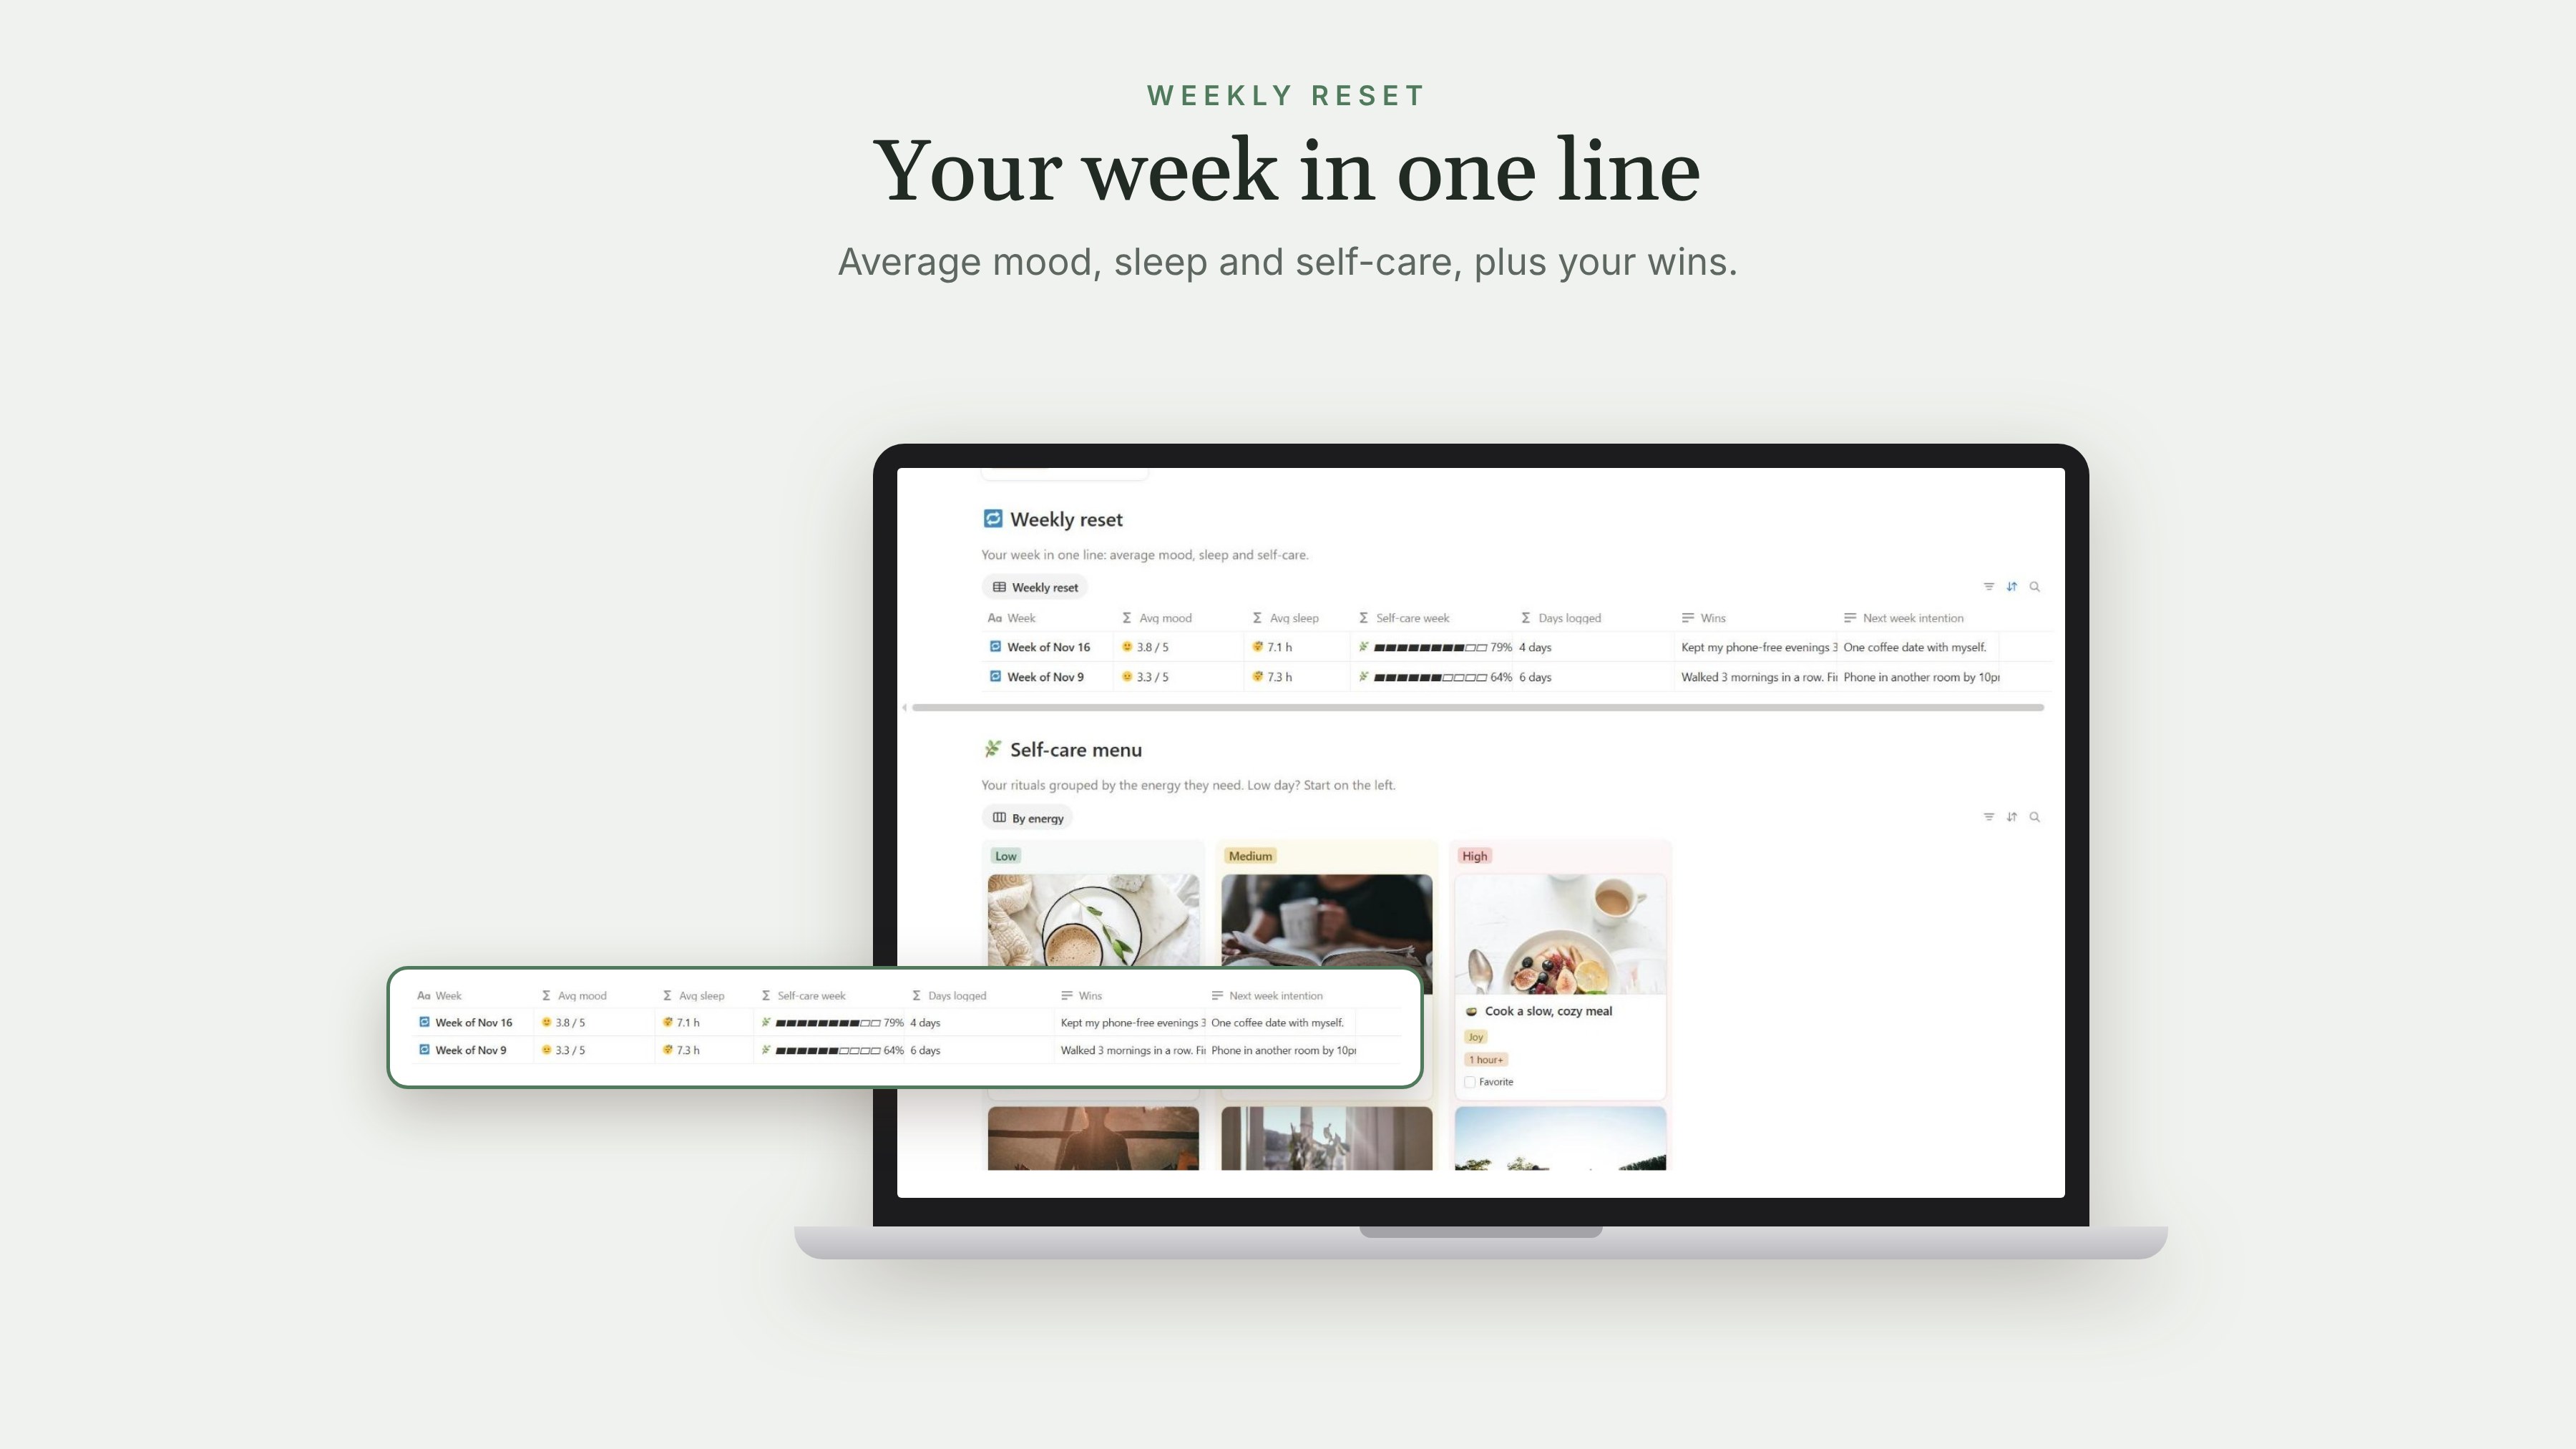 WEEKLY RESET
Your week in one line
Average mood, sleep and self-care, plus your wins.
Weekly reset
Your week in one line: average mood, sleep and self-care.
Weekly reset
Aa Week Σ Avg mood Σ Avg sleep Σ Self-care week Σ Days logged Wins Next week intention
Week of Nov 16 3.8 / 5 7.1 h 79% 4 days Kept my phone-free evenings 3 One coffee date with myself.
Week of Nov 9 3.3 / 5 7.3 h 64% 6 days Walked 3 mornings in a row. Phone in another room by
Self-care menu
Your rituals grouped by the energy they need. Low day? Start on the left.
By energy
Low Medium High
Aa Week Σ Avg mood Σ Avg sleep Σ Self-care week Σ Days logged Wins Next week intention
Week of Nov 16 3.8 / 5 7.1 h 79% 4 days Kept my phone-free evenings 3 One coffee date with myself.
Week of Nov 9 3.3 / 5 7.3 h 64% 6 days Walked 3 mornings in a row. Phone in another room by
Cook a slow, cozy meal
Joy
1 hour+
Favorite